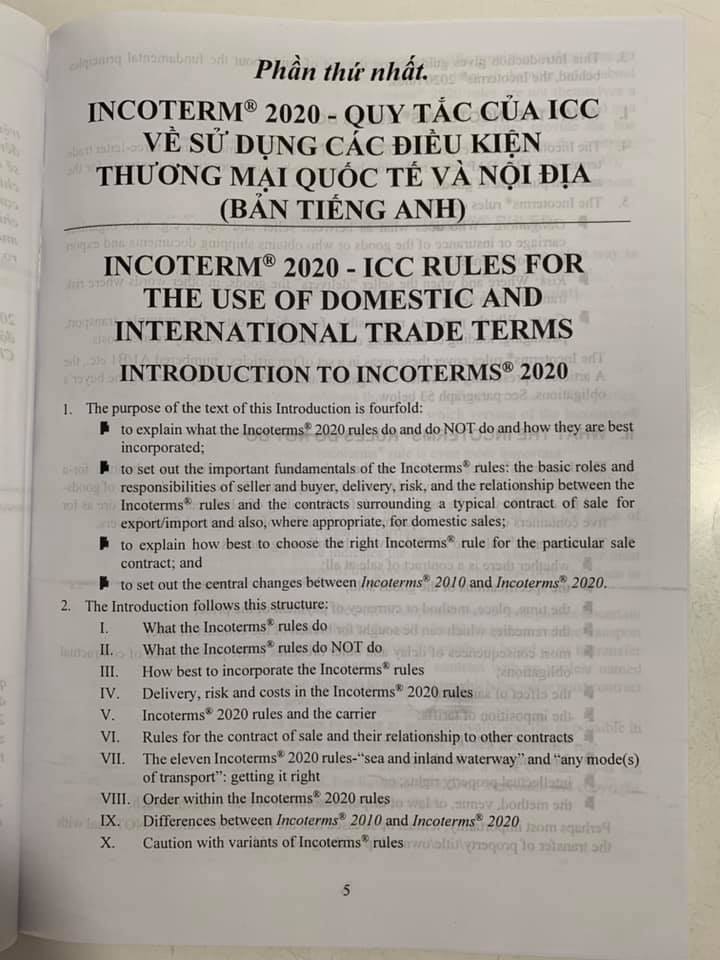 Phần thứ nhất.
INCOTERM® 2020 - QUY TẮC CỦA ICC
VỀ SỬ DỤNG CÁC ĐIỀU KIỆN
THƯƠNG MẠI QUỐC TẾ VÀ NỘI ĐỊA
(BẢN TIẾNG ANH)
INCOTERM® 2020 - ICC RULES FOR
THE USE OF DOMESTIC AND
INTERNATIONAL TRADE TERMS
INTRODUCTION TO INCOTERMS® 2020
1. The purpose of the text of this Introduction is fourfold:
to explain what the Incoterms® 2020 rules do and do NOT do and how they are best
incorporated;
to set out the important fundamentals of the Incoterms® rules: the basic roles and
responsibilities of seller and buyer, delivery, risk, and the relationship between the
Incoterms® rules and the contracts surrounding a typical contract of sale for
export/import and also, where appropriate, for domestic sales;
to explain how best to choose the right Incoterms® rule for the particular sale
contract; and
to set out the central changes between Incoterms® 2010 and Incoterms® 2020.
2. The Introduction follows this structure:
I. What the Incoterms® rules do
II. What the Incoterms® rules do NOT do
III. How best to incorporate the Incoterms® rules
IV. Delivery, risk and costs in the Incoterms® 2020 rules
V. Incoterms® 2020 rules and the carrier
VI. Rules for the contract of sale and their relationship to other contracts
VII. The eleven Incoterms® 2020 rules-“sea and inland waterway” and “any mode(s)
of transport”: getting it right
VIII. Order within the Incoterms® 2020 rules
IX. Differences between Incoterms® 2010 and Incoterms® 2020
X. Caution with variants of Incoterms® rules
5